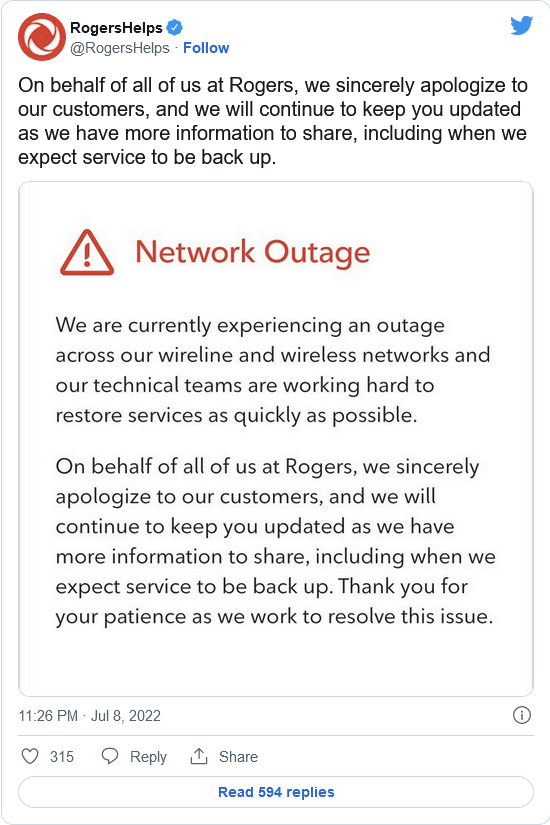 RogersHelps
@RogersHelps · Follow
On behalf of all of us at Rogers, we sincerely apologize to
our customers, and we will continue to keep you updated
as we have more information to share, including when we
expect service to be back up.
Network Outage
We are currently experiencing an outage
across our wireline and wireless networks and
our technical teams are working hard to
restore services as quickly as possible.
On behalf of all of us at Rogers, we sincerely
apologize to our customers, and we will
continue to keep you updated as we have
more information to share, including when we
expect service to be back up. Thank you for
your patience as we work to resolve this issue.
11:26 PM · Jul 8, 2022
315 Reply Share
Read 594 replies